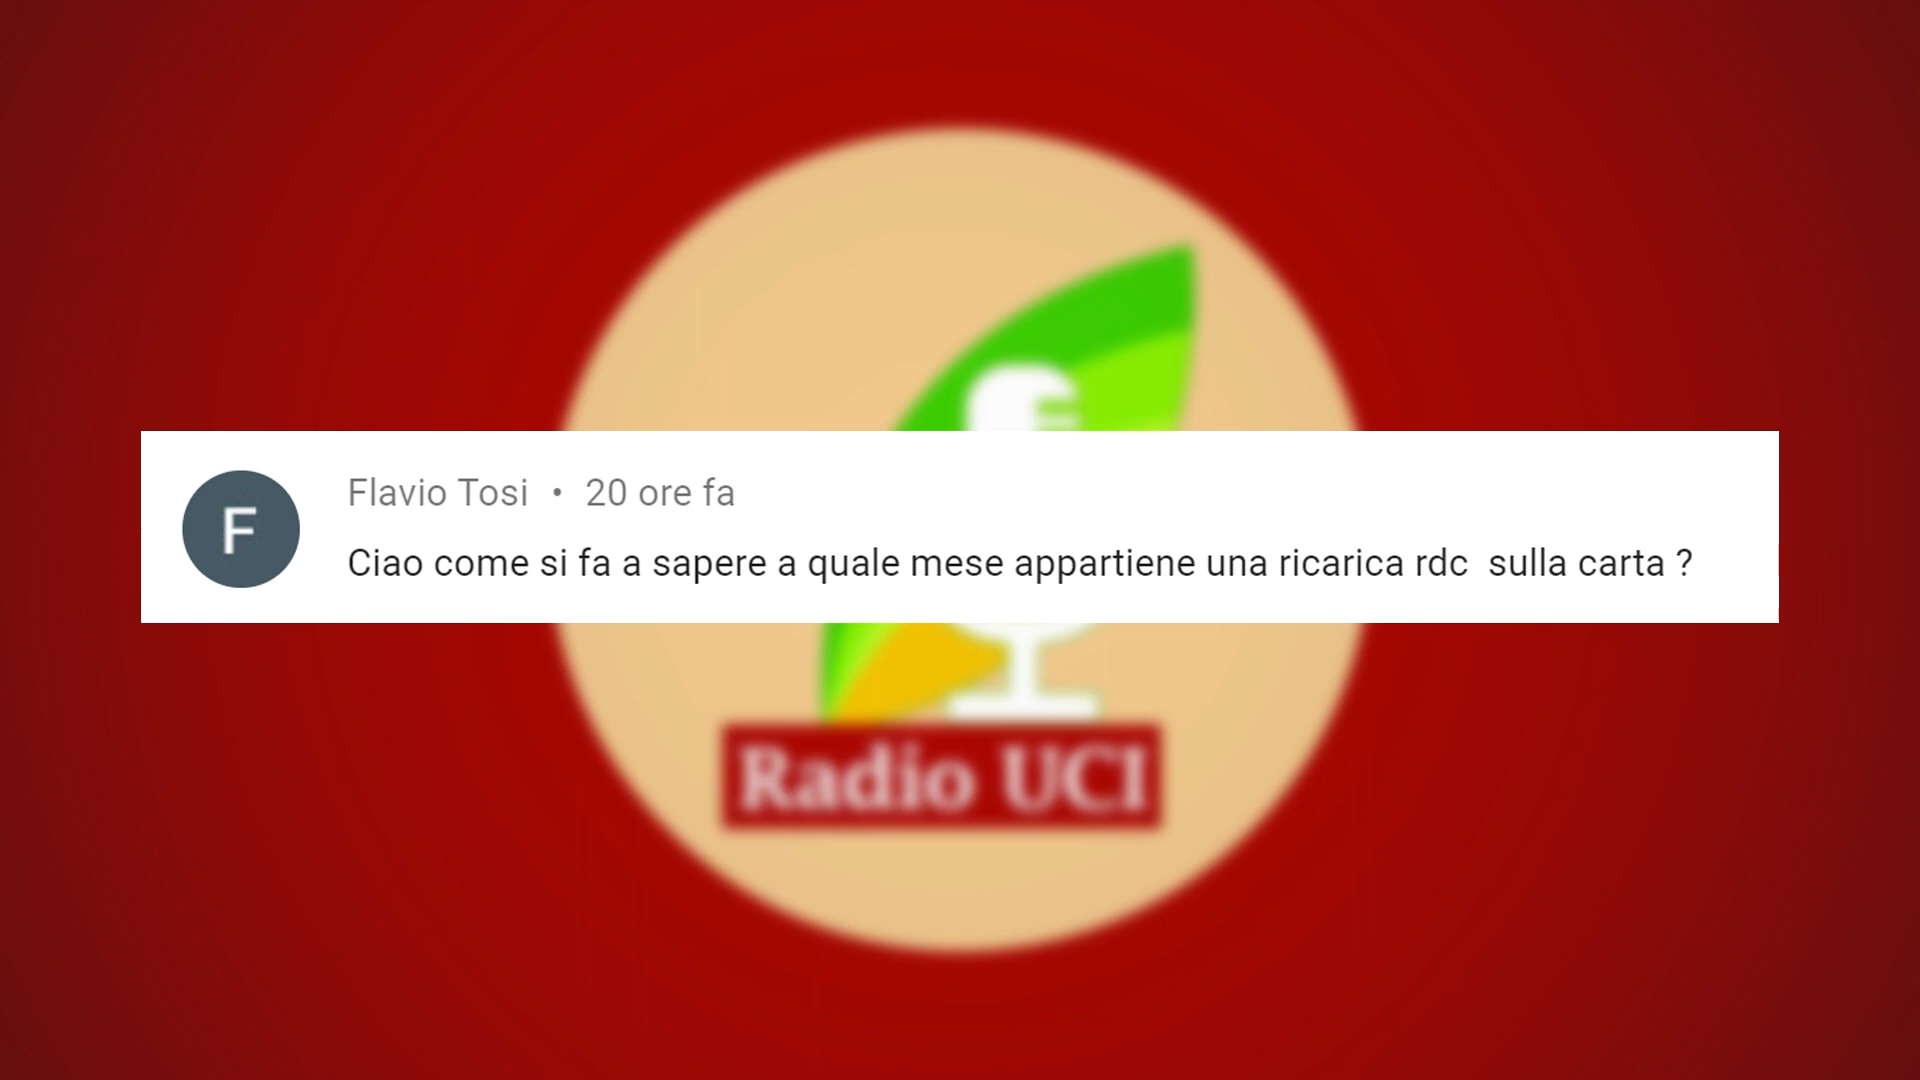 F
Flavio Tosi • 20 ore fa
Ciao come si fa a sapere a quale mese appartiene una ricarica rdc  sulla carta ?
Radio UCI